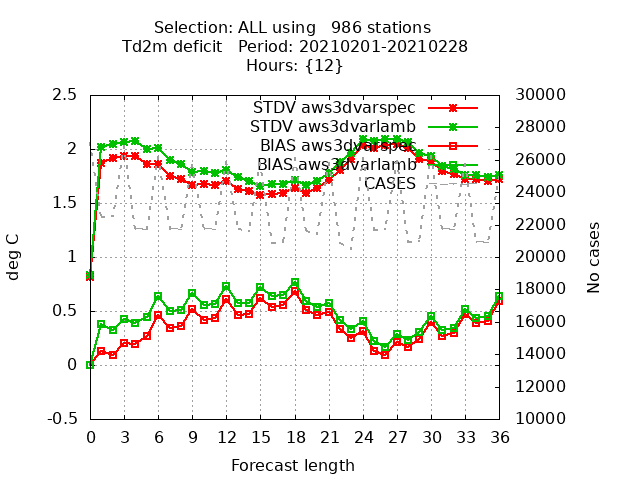 Selection: ALL using   986 stations
Td2m deficit   Period: 20210201-20210228
Hours: {12}
2.5
2
1.5
1
0.5
0
-0.5
deg C
30000
28000
26000
24000
22000
20000
18000
16000
14000
12000
10000
No cases
STDV aws3dvarspec
STDV aws3dvarlamb
BIAS aws3dvarspec
BIAS aws3dvarlamb
CASES
0 3 6 9 12 15 18 21 24 27 30 33 36
Forecast length